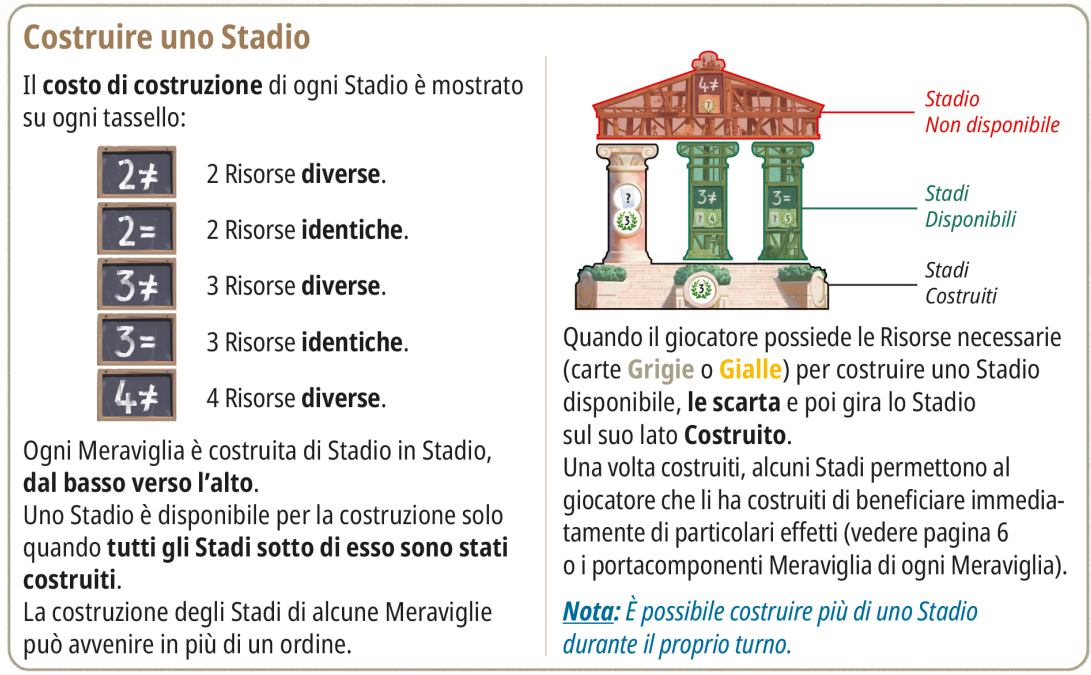 Costruire uno Stadio
Il costo di costruzione di ogni Stadio è mostrato
su ogni tassello:
2≠ 2 Risorse diverse.
2= 2 Risorse identiche.
3≠ 3 Risorse diverse.
3= 3 Risorse identiche.
4≠ 4 Risorse diverse.
Ogni Meraviglia è costruita di Stadio in Stadio,
dal basso verso l'alto.
Uno Stadio è disponibile per la costruzione solo
quando tutti gli Stadi sotto di esso sono stati
costruiti.
La costruzione degli Stadi di alcune Meraviglie
può avvenire in più di un ordine.
4≠
7
Stadio
Non disponibile
?
3
3≠
? 4
3=
? 5
Stadi
Disponibili
3
Stadi
Costruiti
Quando il giocatore possiede le Risorse necessarie
(carte Grigie o Gialle) per costruire uno Stadio
disponibile, le scarta e poi gira lo Stadio
sul suo lato Costruito.
Una volta costruiti, alcuni Stadi permettono al
giocatore che li ha costruiti di beneficiare immedia-
tamente di particolari effetti (vedere pagina 6
o i portacomponenti Meraviglia di ogni Meraviglia).
Nota: È possibile costruire più di uno Stadio
durante il proprio turno.